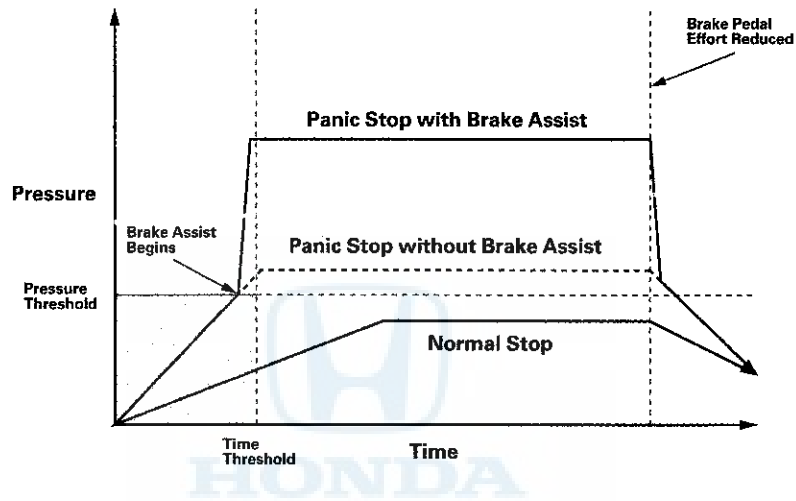 Brake Pedal
Effort Reduced
Panic Stop with Brake Assist
Pressure
Brake Assist
Begins
Panic Stop without Brake Assist
Pressure
Threshold
Normal Stop
Time
Threshold
Time
HONDA